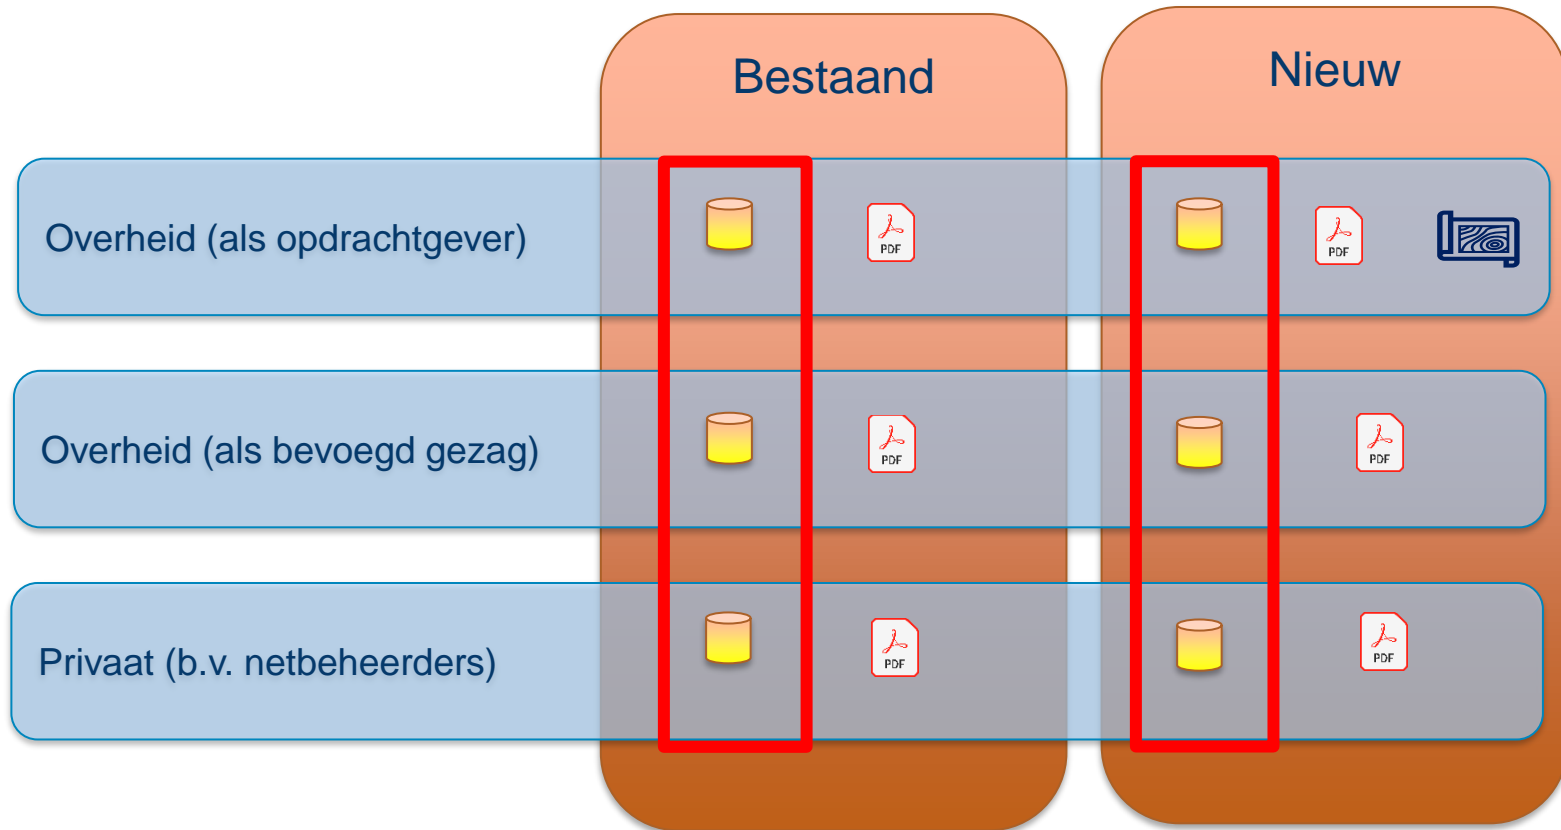 Bestaand
Nieuw
Overheid (als opdrachtgever)
PDF
PDF
Overheid (als bevoegd gezag)
PDF
PDF
Privaat (b.v. netbeheerders)
PDF
PDF